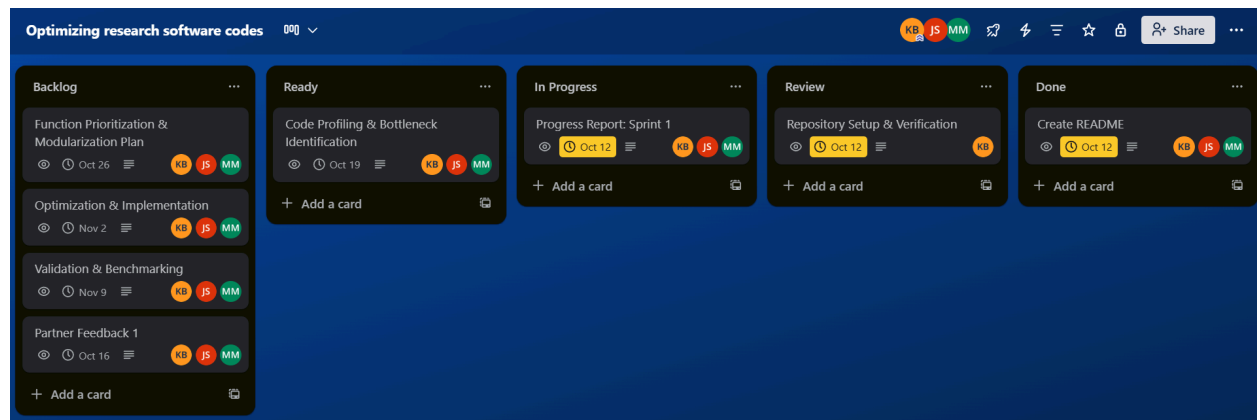 Optimizing research software codes
KB JS MM
Share
Backlog
Function Prioritization &
Modularization Plan
Oct 26
KB JS MM
Optimization & Implementation
Nov 2
KB JS MM
Validation & Benchmarking
Nov 9
KB JS MM
Partner Feedback 1
Oct 16
KB JS MM
+ Add a card
Ready
Code Profiling & Bottleneck
Identification
Oct 19
KB JS MM
+ Add a card
In Progress
Progress Report: Sprint 1
Oct 12
KB JS MM
+ Add a card
Review
Repository Setup & Verification
Oct 12
KB
+ Add a card
Done
Create README
Oct 12
KB JS MM
+ Add a card